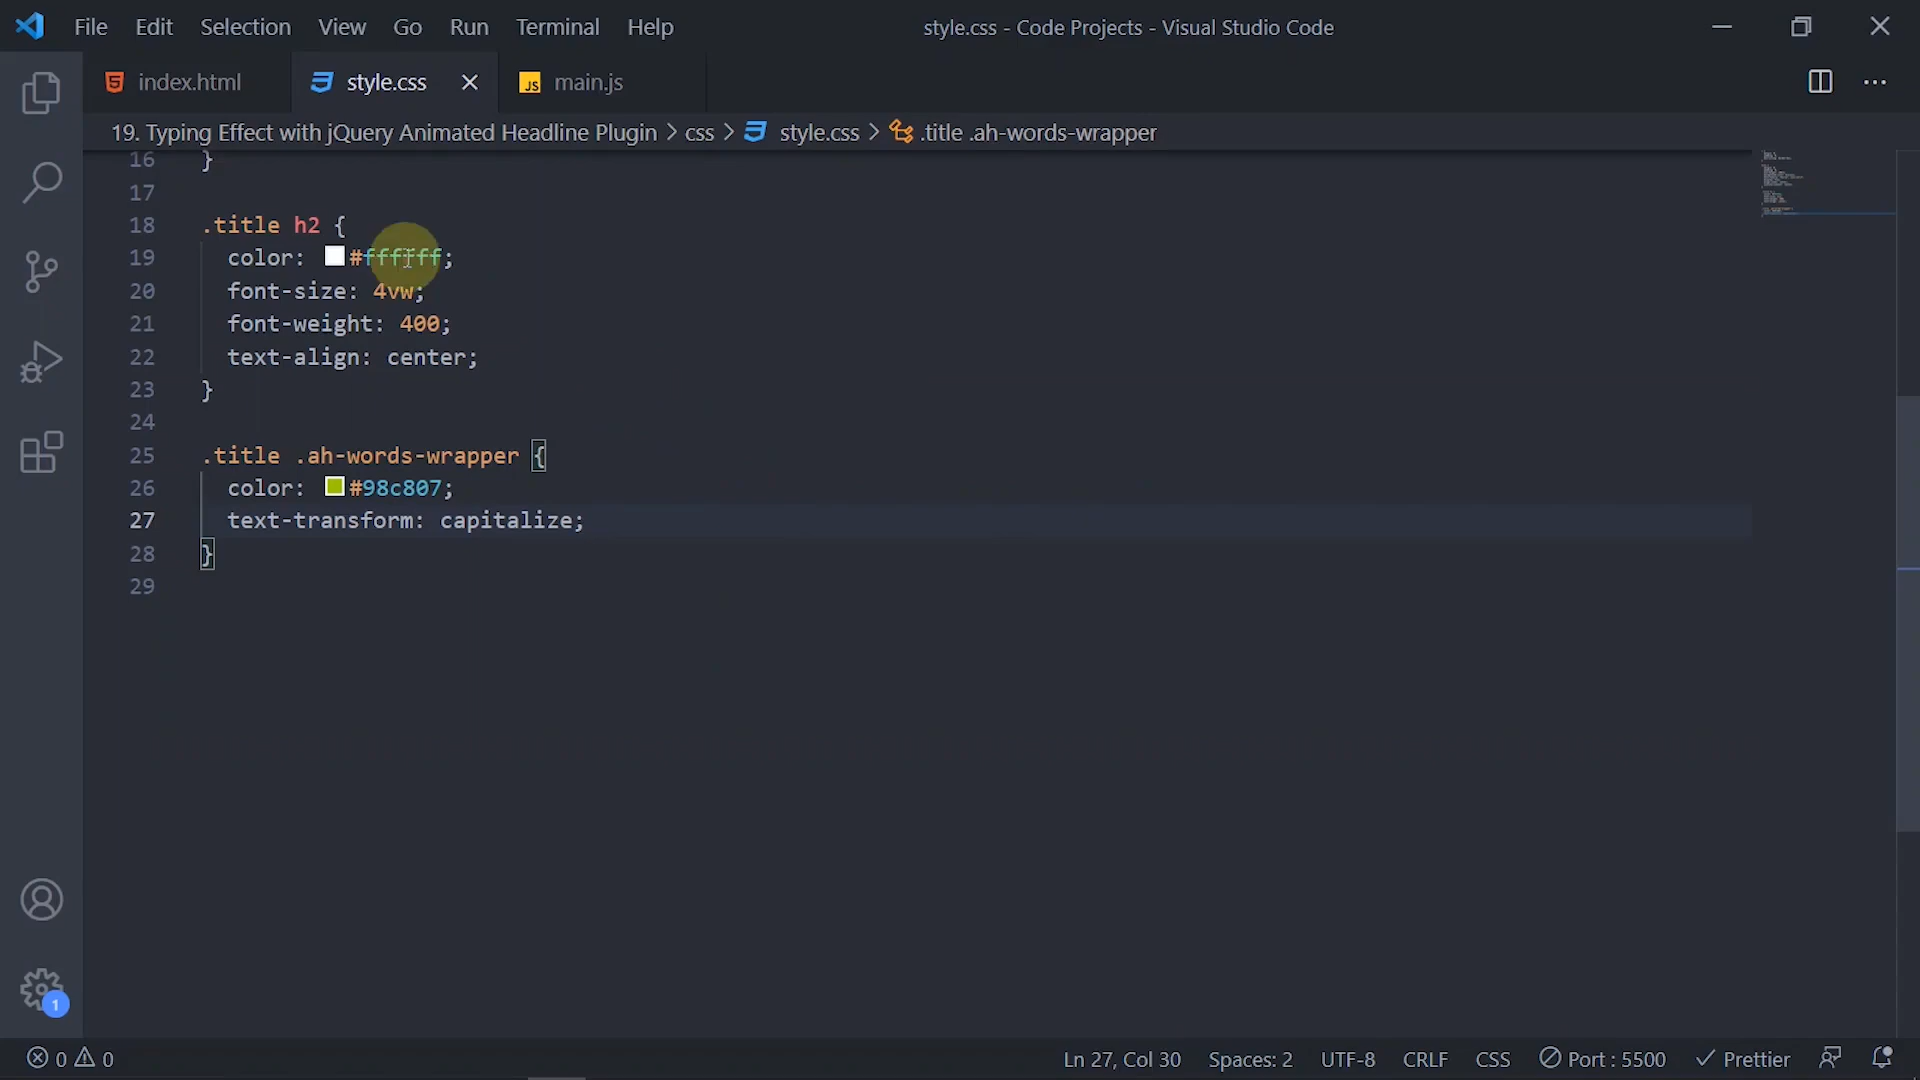 File Edit Selection View Go Run Terminal Help style.css - Code Projects - Visual Studio Code
index.html style.css JS main.js
19. Typing Effect with jQuery Animated Headline Plugin > css > style.css > .title .ah-words-wrapper
16 }
17
18 .title h2 {
19 color: #ffffff;
20 font-size: 4vw;
21 font-weight: 400;
22 text-align: center;
23 }
24
25 .title .ah-words-wrapper {
26 color: #98c807;
27 text-transform: capitalize;
28 }
29
1
0 0 Ln 27, Col 30 Spaces: 2 UTF-8 CRLF CSS Port : 5500 Prettier